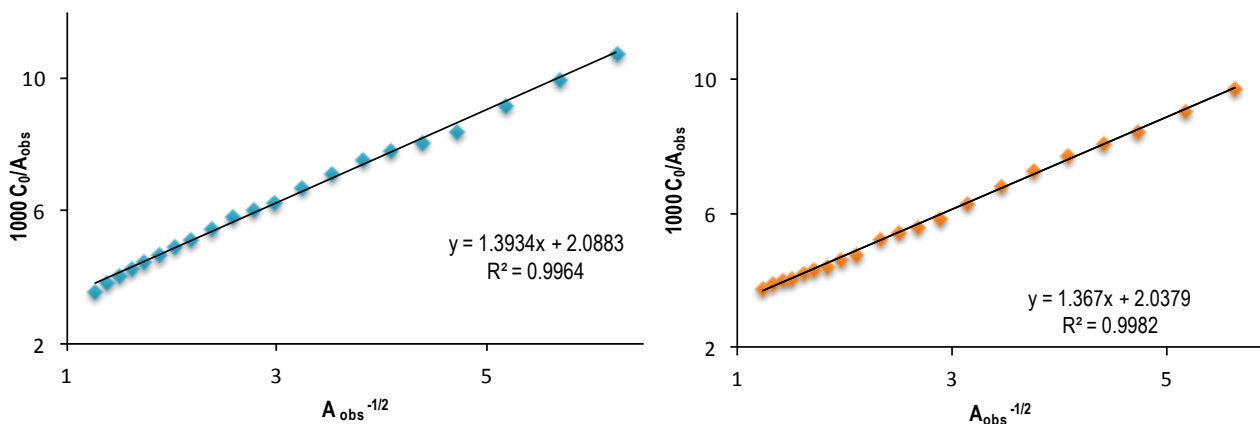 10
6
2
1000 C₀/Aobs
y = 1.3934x + 2.0883
R² = 0.9964
1 3 5
A obs -1/2
10
6
2
1000 C₀/Aobs
y = 1.367x + 2.0379
R² = 0.9982
1 3 5
Aobs -1/2